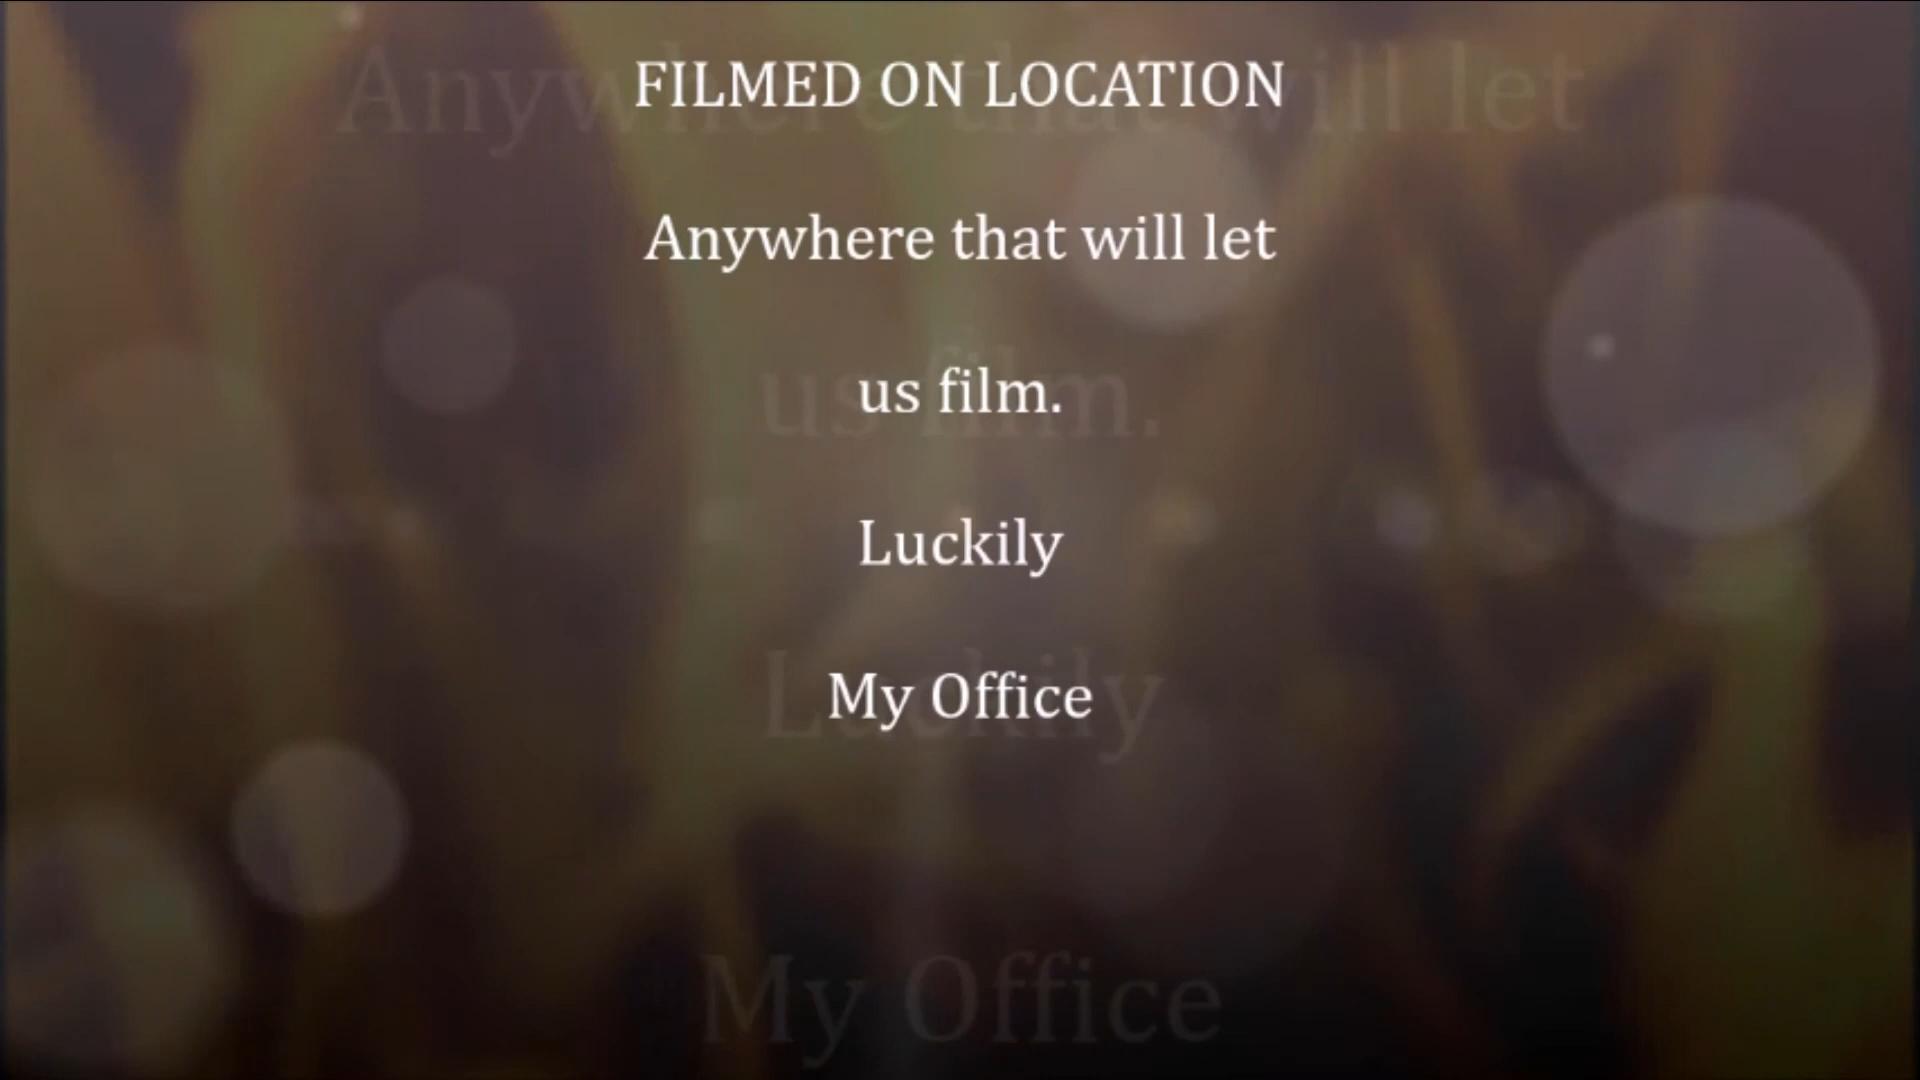 FILMED ON LOCATION
Anywhere that will let
us film.
Luckily
My Office